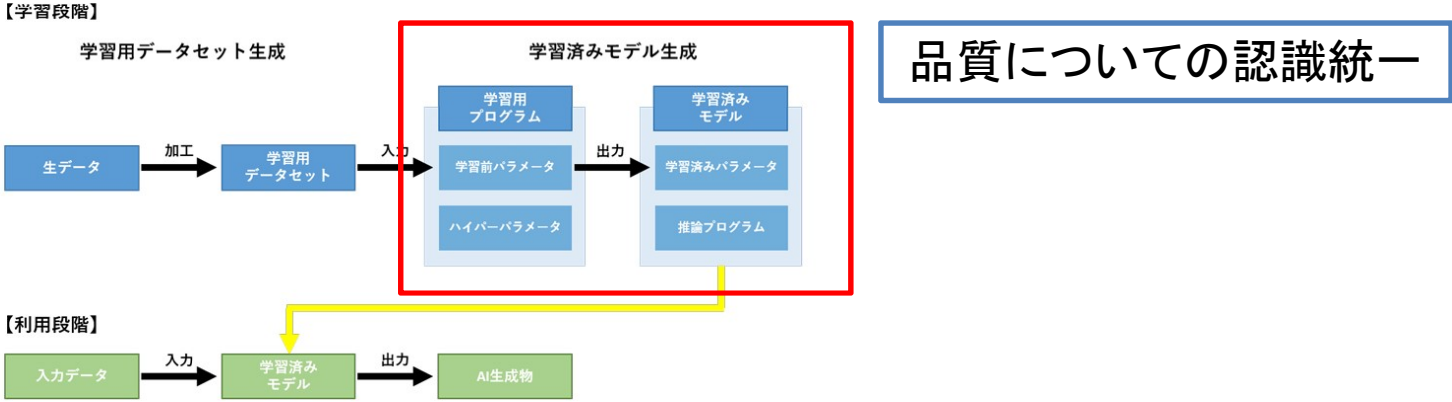 【学習段階】
学習用データセット生成
学習済みモデル生成
品質についての認識統一
学習用
プログラム
学習済み
モデル
生データ
加工
学習用
データセット
入力
学習前パラメータ
出力
学習済みパラメータ
ハイパーパラメータ
推論プログラム
【利用段階】
入力データ
入力
学習済み
モデル
出力
AI生成物